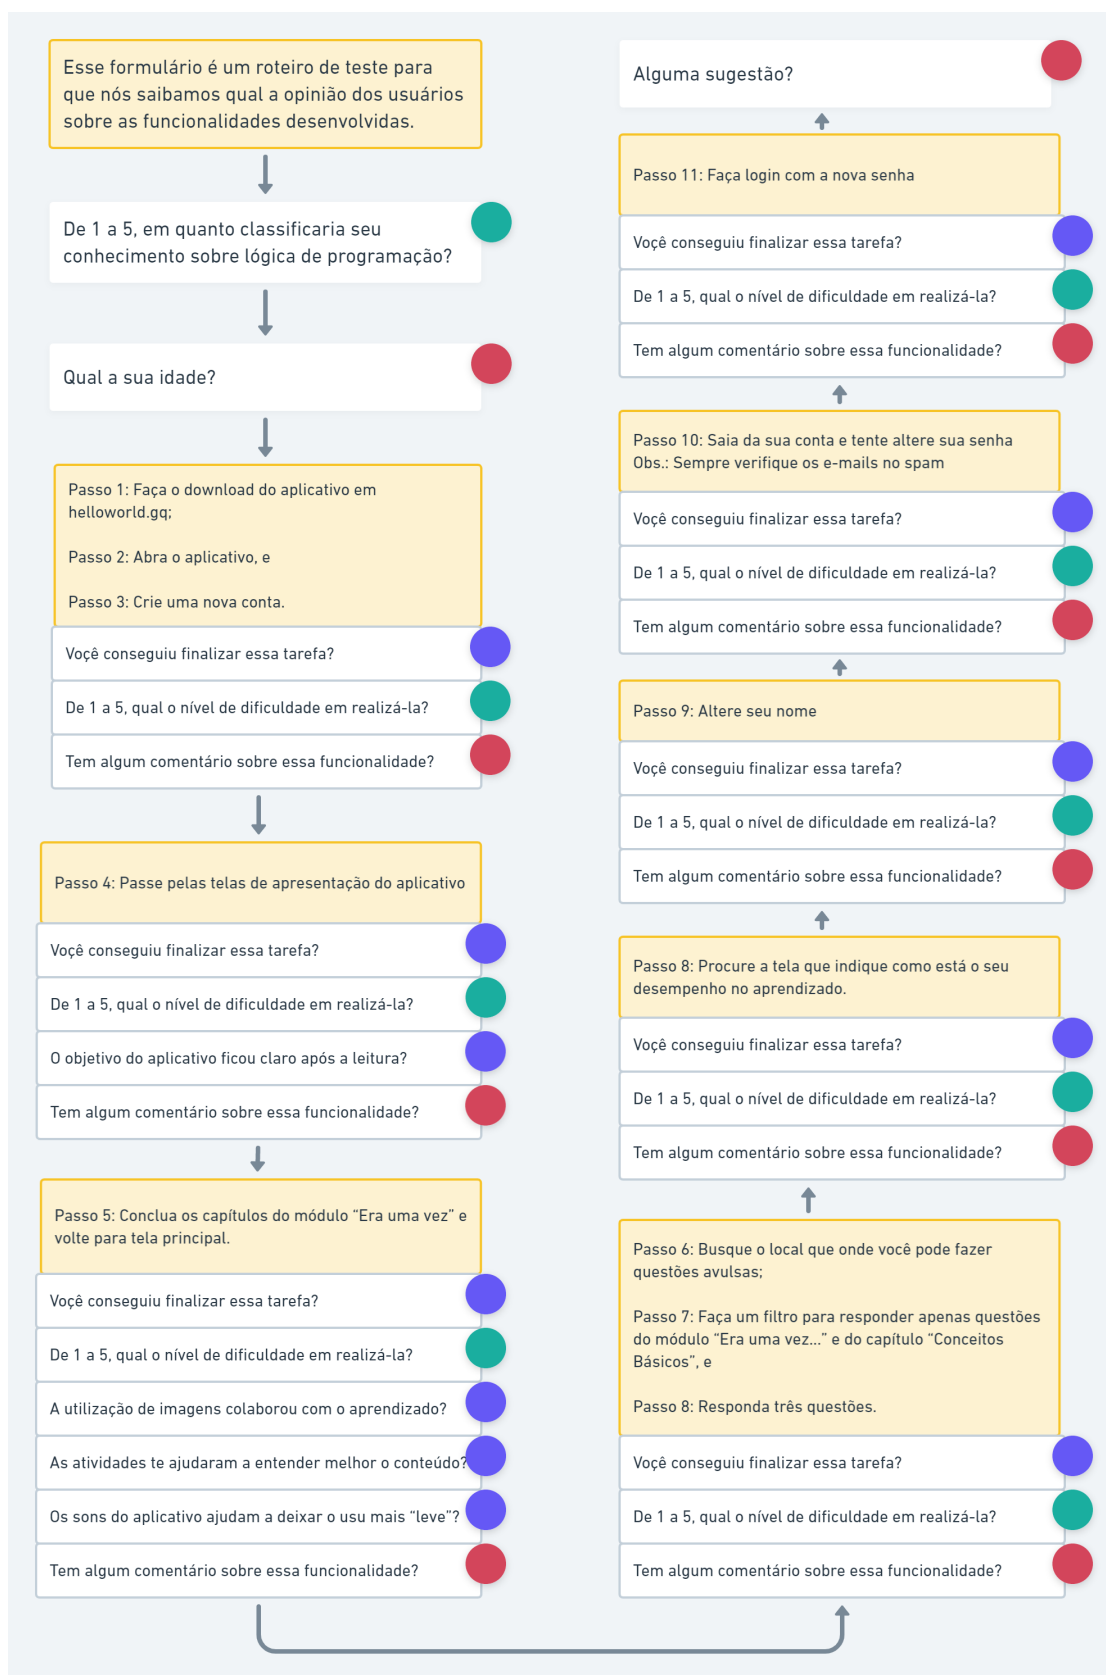 Esse formulário é um roteiro de teste para
que nós saibamos qual a opinião dos usuários
sobre as funcionalidades desenvolvidas.
De 1 a 5, em quanto classificaria seu
conhecimento sobre lógica de programação?
Qual a sua idade?
Passo 1: Faça o download do aplicativo em
helloworld.gq;
Passo 2: Abra o aplicativo, e
Passo 3: Crie uma nova conta.
Voçê conseguiu finalizar essa tarefa?
De 1 a 5, qual o nível de dificuldade em realizá-la?
Tem algum comentário sobre essa funcionalidade?
Passo 4: Passe pelas telas de apresentação do aplicativo
Voçê conseguiu finalizar essa tarefa?
De 1 a 5, qual o nível de dificuldade em realizá-la?
O objetivo do aplicativo ficou claro após a leitura?
Tem algum comentário sobre essa funcionalidade?
Passo 5: Conclua os capítulos do módulo “Era uma vez” e
volte para tela principal.
Voçê conseguiu finalizar essa tarefa?
De 1 a 5, qual o nível de dificuldade em realizá-la?
A utilização de imagens colaborou com o aprendizado?
As atividades te ajudaram a entender melhor o conteúdo?
Os sons do aplicativo ajudam a deixar o usu mais “leve”?
Tem algum comentário sobre essa funcionalidade?
Passo 6: Busque o local que onde você pode fazer
questões avulsas;
Passo 7: Faça um filtro para responder apenas questões
do módulo “Era uma vez...” e do capítulo “Conceitos
Básicos”, e
Passo 8: Responda três questões.
Voçê conseguiu finalizar essa tarefa?
De 1 a 5, qual o nível de dificuldade em realizá-la?
Tem algum comentário sobre essa funcionalidade?
Passo 8: Procure a tela que indique como está o seu
desempenho no aprendizado.
Voçê conseguiu finalizar essa tarefa?
De 1 a 5, qual o nível de dificuldade em realizá-la?
Tem algum comentário sobre essa funcionalidade?
Passo 9: Altere seu nome
Voçê conseguiu finalizar essa tarefa?
De 1 a 5, qual o nível de dificuldade em realizá-la?
Tem algum comentário sobre essa funcionalidade?
Passo 10: Saia da sua conta e tente altere sua senha
Obs.: Sempre verifique os e-mails no spam
Voçê conseguiu finalizar essa tarefa?
De 1 a 5, qual o nível de dificuldade em realizá-la?
Tem algum comentário sobre essa funcionalidade?
Passo 11: Faça login com a nova senha
Voçê conseguiu finalizar essa tarefa?
De 1 a 5, qual o nível de dificuldade em realizá-la?
Tem algum comentário sobre essa funcionalidade?
Alguma sugestão?